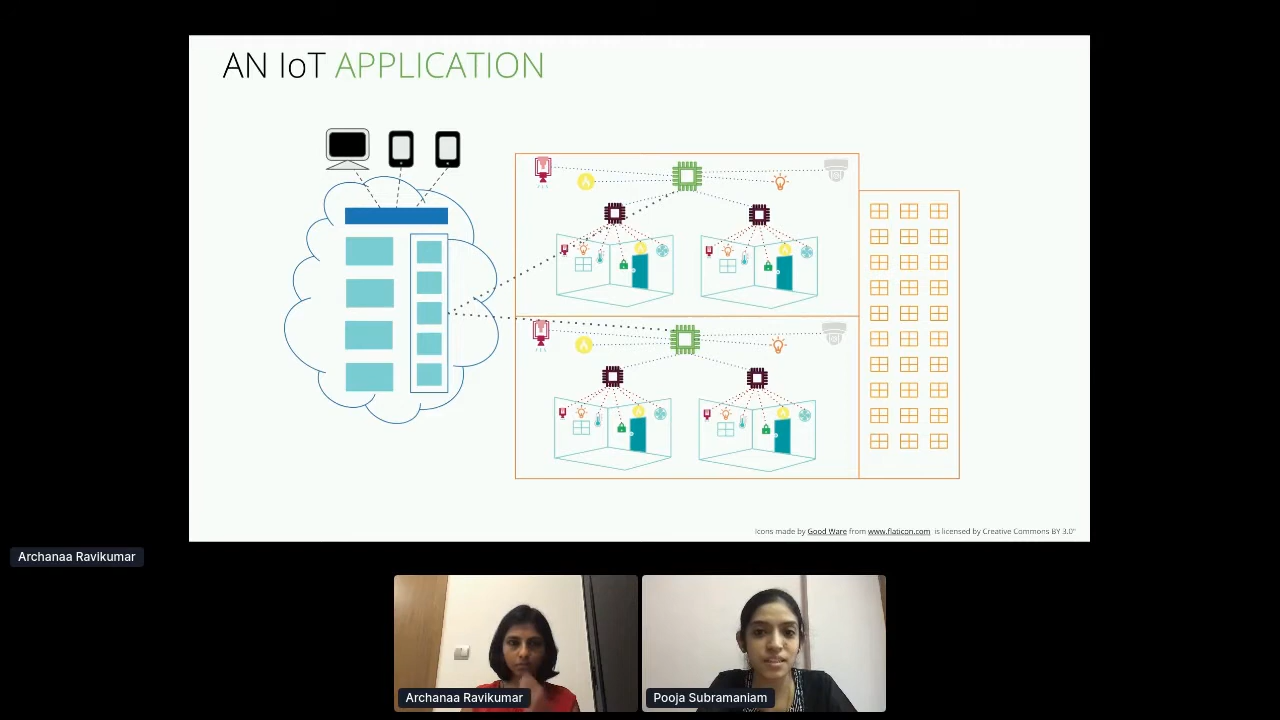 AN IoT APPLICATION
Icons made by Good Ware from www.flaticon.com is licensed by Creative Commons BY 3.0"
Archanaa Ravikumar
Archanaa Ravikumar
Pooja Subramaniam